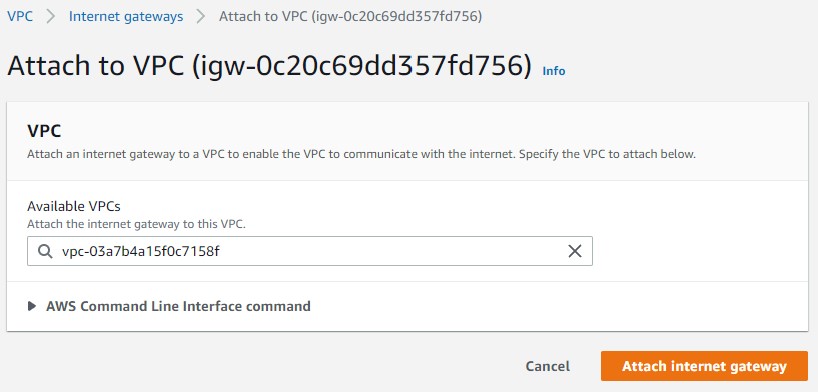 VPC > Internet gateways > Attach to VPC (igw-0c20c69dd357fd756)
Attach to VPC (igw-0c20c69dd357fd756) Info
VPC
Attach an internet gateway to a VPC to enable the VPC to communicate with the internet. Specify the VPC to attach below.
Available VPCs
Attach the internet gateway to this VPC.
vpc-03a7b4a15f0c7158f
AWS Command Line Interface command
Cancel Attach internet gateway